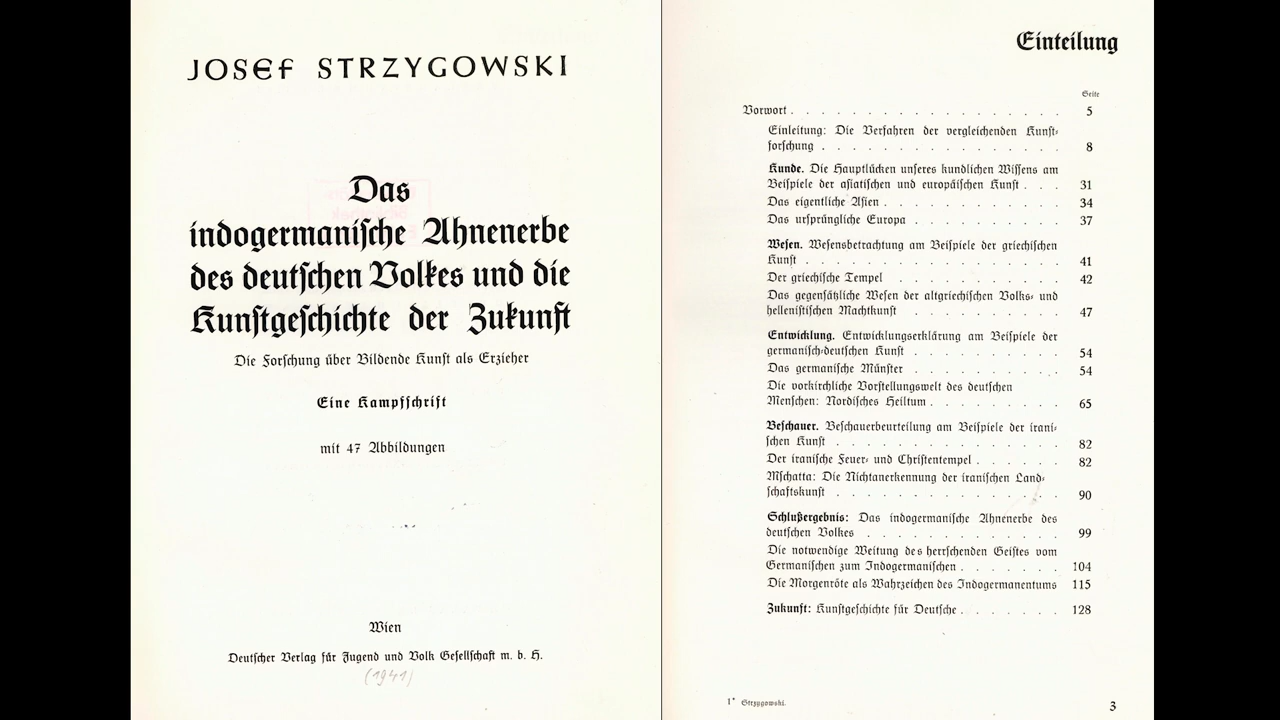 JOSEF STRZYGOWSKI
Das
indogermanische Ahnenerbe
des deutschen Volkes und die
Kunstgeschichte der Zukunft
Die Forschung über Bildende Kunst als Erzieher
Eine Kampfschrift
mit 47 Abbildungen
Wien
Deutscher Verlag für Jugend und Volk Gesellschaft m. b. H.
(1941)
Einteilung
Seite
Vorwort . . . . . . . . . . . . . . . . 5
Einleitung: Die Verfahren der vergleichenden Kunst-
forschung . . . . . . . . . . . . . . . 8
Kunde. Die Hauptlücken unseres kundlichen Wissens am
Beispiele der asiatischen und europäischen Kunst . . . 31
Das eigentliche Asien . . . . . . . . . . . 34
Das ursprüngliche Europa . . . . . . . . . 37
Wesen. Wesensbetrachtung am Beispiele der griechischen
Kunst . . . . . . . . . . . . . . . . 41
Der griechische Tempel . . . . . . . . . . 42
Das gegensätzliche Wesen der altgriechischen Volks- und
hellenistischen Machtkunst . . . . . . . . . 47
Entwicklung. Entwicklungserklärung am Beispiele der
germanisch-deutschen Kunst . . . . . . . . . 54
Das germanische Münster . . . . . . . . . 54
Die vorkirchliche Vorstellungswelt des deutschen
Menschen: Nordisches Heiltum . . . . . . . . 65
Beschauer. Beschauerbeurteilung am Beispiele der irani-
schen Kunst . . . . . . . . . . . . . . 82
Der iranische Feuer- und Christentempel . . . . . 82
Mschatta: Die Nichtanerkennung der iranischen Land-
schaftskunst . . . . . . . . . . . . . . 90
Schlußergebnis: Das indogermanische Ahnenerbe des
deutschen Volkes . . . . . . . . . . . . 99
Die notwendige Weitung des herrschenden Geistes vom
Germanischen zum Indogermanischen . . . . . . 104
Die Morgenröte als Wahrzeichen des Indogermanentums 115
Zukunft: Kunstgeschichte für Deutsche . . . . . . 128
1* Strzygowski.
3